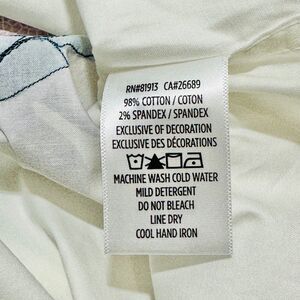 RN#81913 CA#26689
98% COTTON / COTON
2% SPANDEX / SPANDEX
EXCLUSIVE OF DECORATION
EXCLUSIVE DES DÉCORATIONS
MACHINE WASH COLD WATER
MILD DETERGENT
DO NOT BLEACH
LINE DRY
COOL HAND IRON